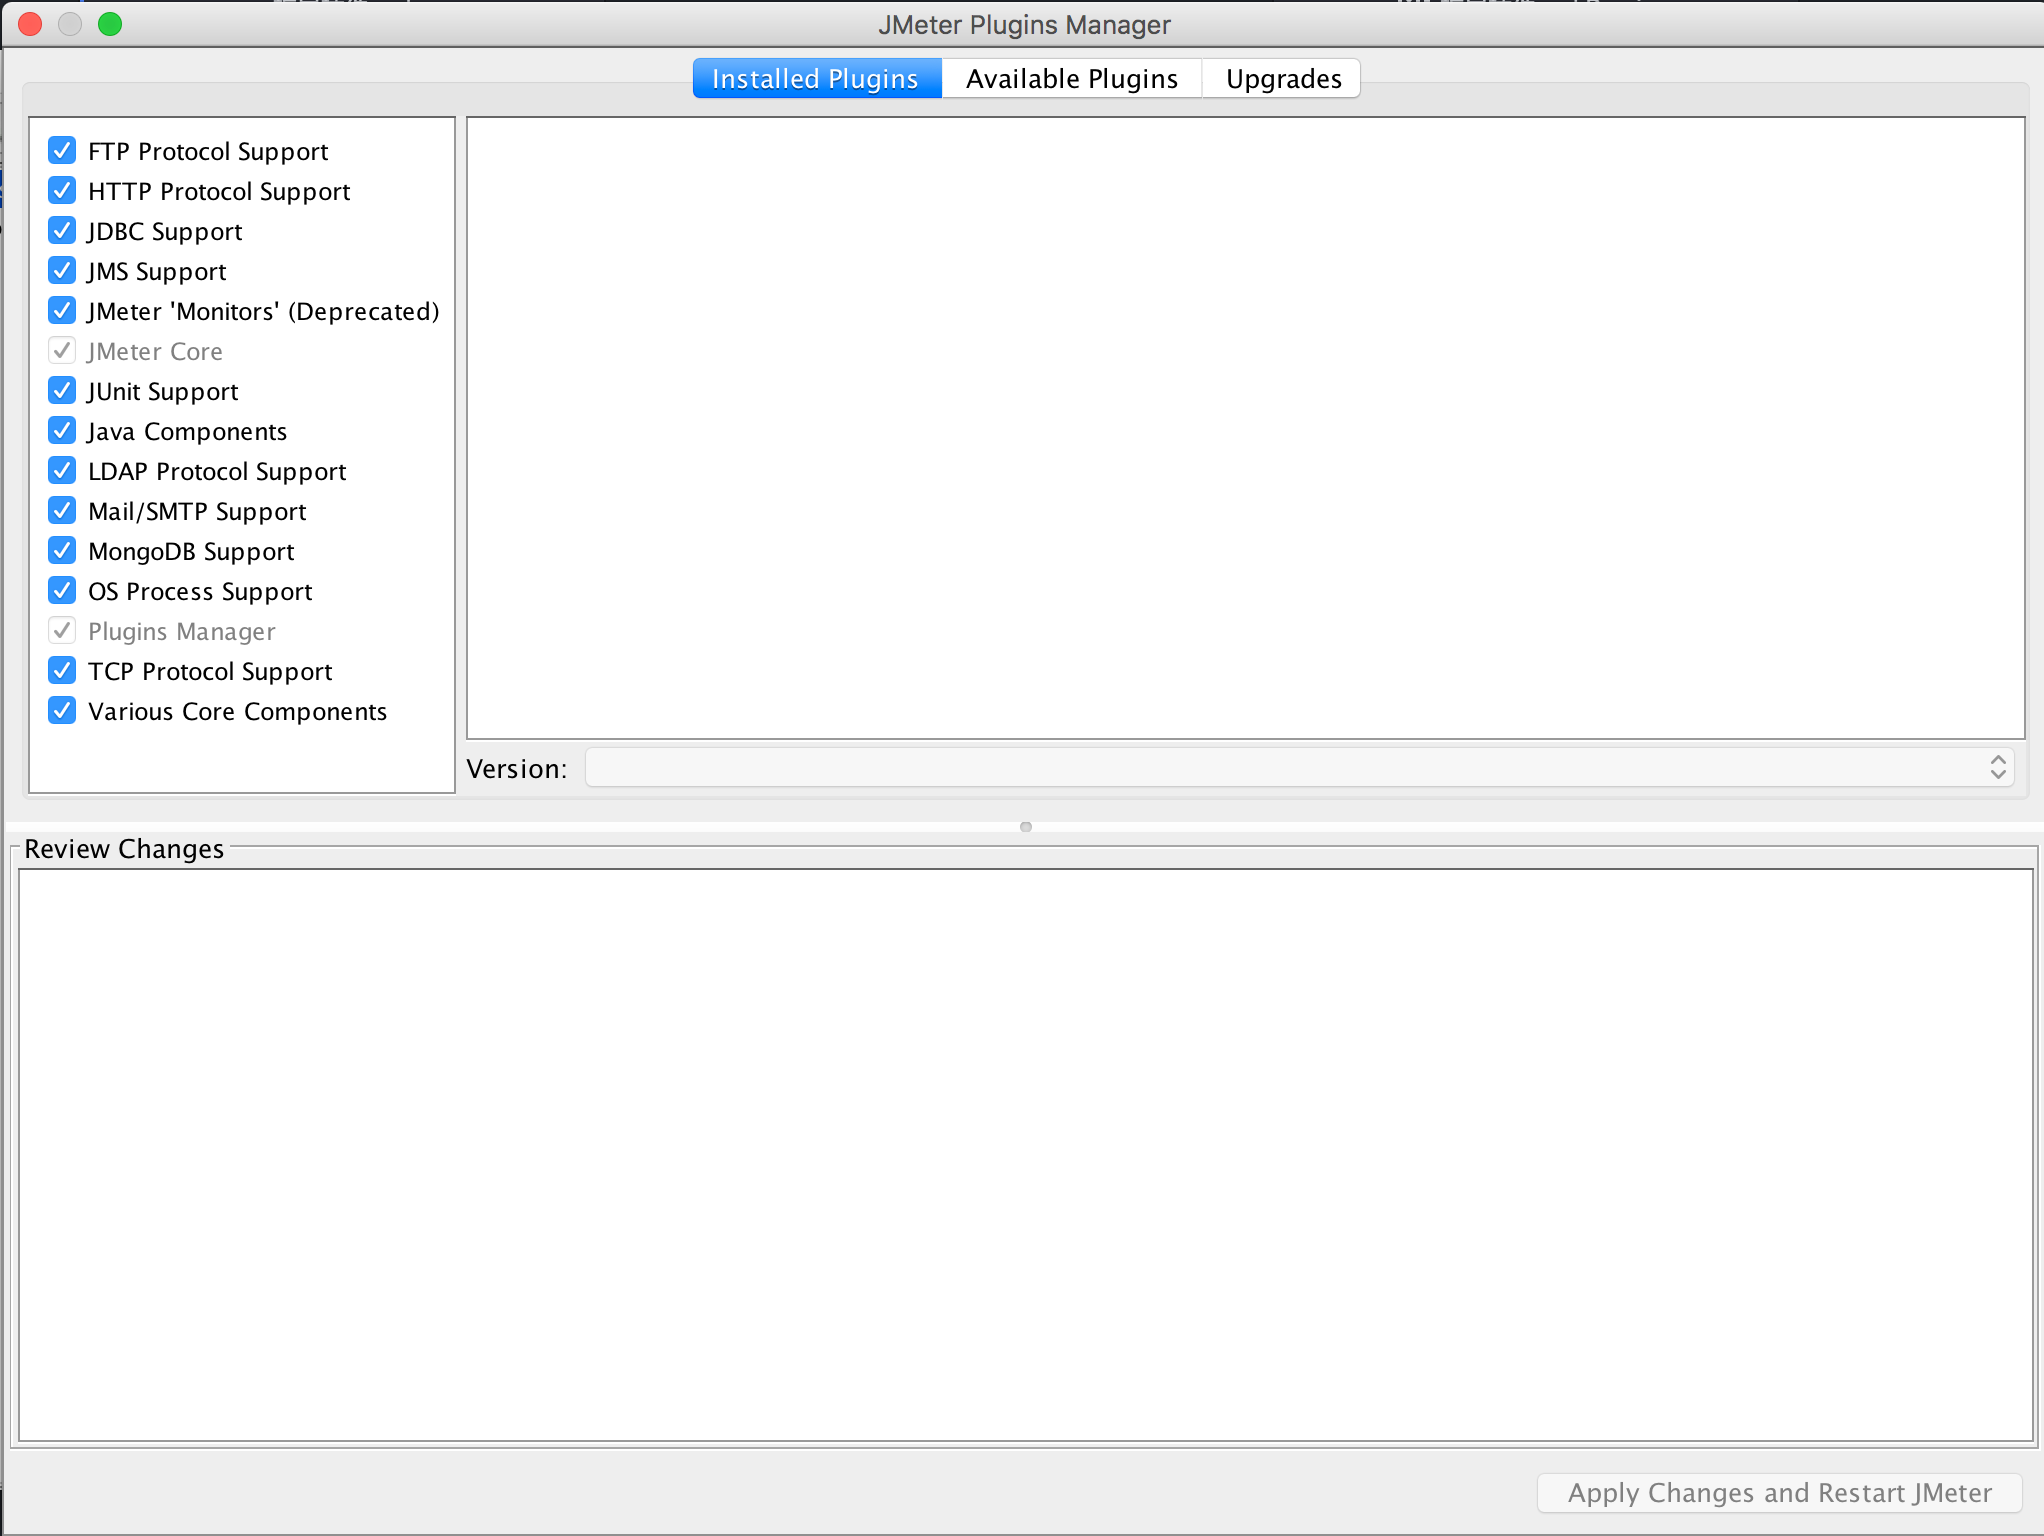 JMeter Plugins Manager
Installed Plugins
Available Plugins
Upgrades
FTP Protocol Support
HTTP Protocol Support
JDBC Support
JMS Support
JMeter 'Monitors' (Deprecated)
JMeter Core
JUnit Support
Java Components
LDAP Protocol Support
Mail/SMTP Support
MongoDB Support
OS Process Support
Plugins Manager
TCP Protocol Support
Various Core Components
Version:
Review Changes
Apply Changes and Restart JMeter